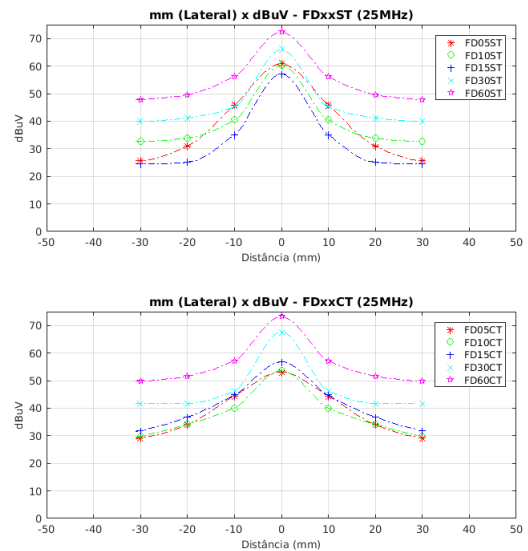 mm (Lateral) x dBuV - FDxxST (25MHz)
70
60
50
40
30
20
10
0
dBuV
FD05ST
FD10ST
FD15ST
FD30ST
FD60ST
-50 -40 -30 -20 -10 0 10 20 30 40 50
Distância (mm)
mm (Lateral) x dBuV - FDxxCT (25MHz)
70
60
50
40
30
20
10
0
dBuV
FD05CT
FD10CT
FD15CT
FD30CT
FD60CT
-50 -40 -30 -20 -10 0 10 20 30 40 50
Distância (mm)